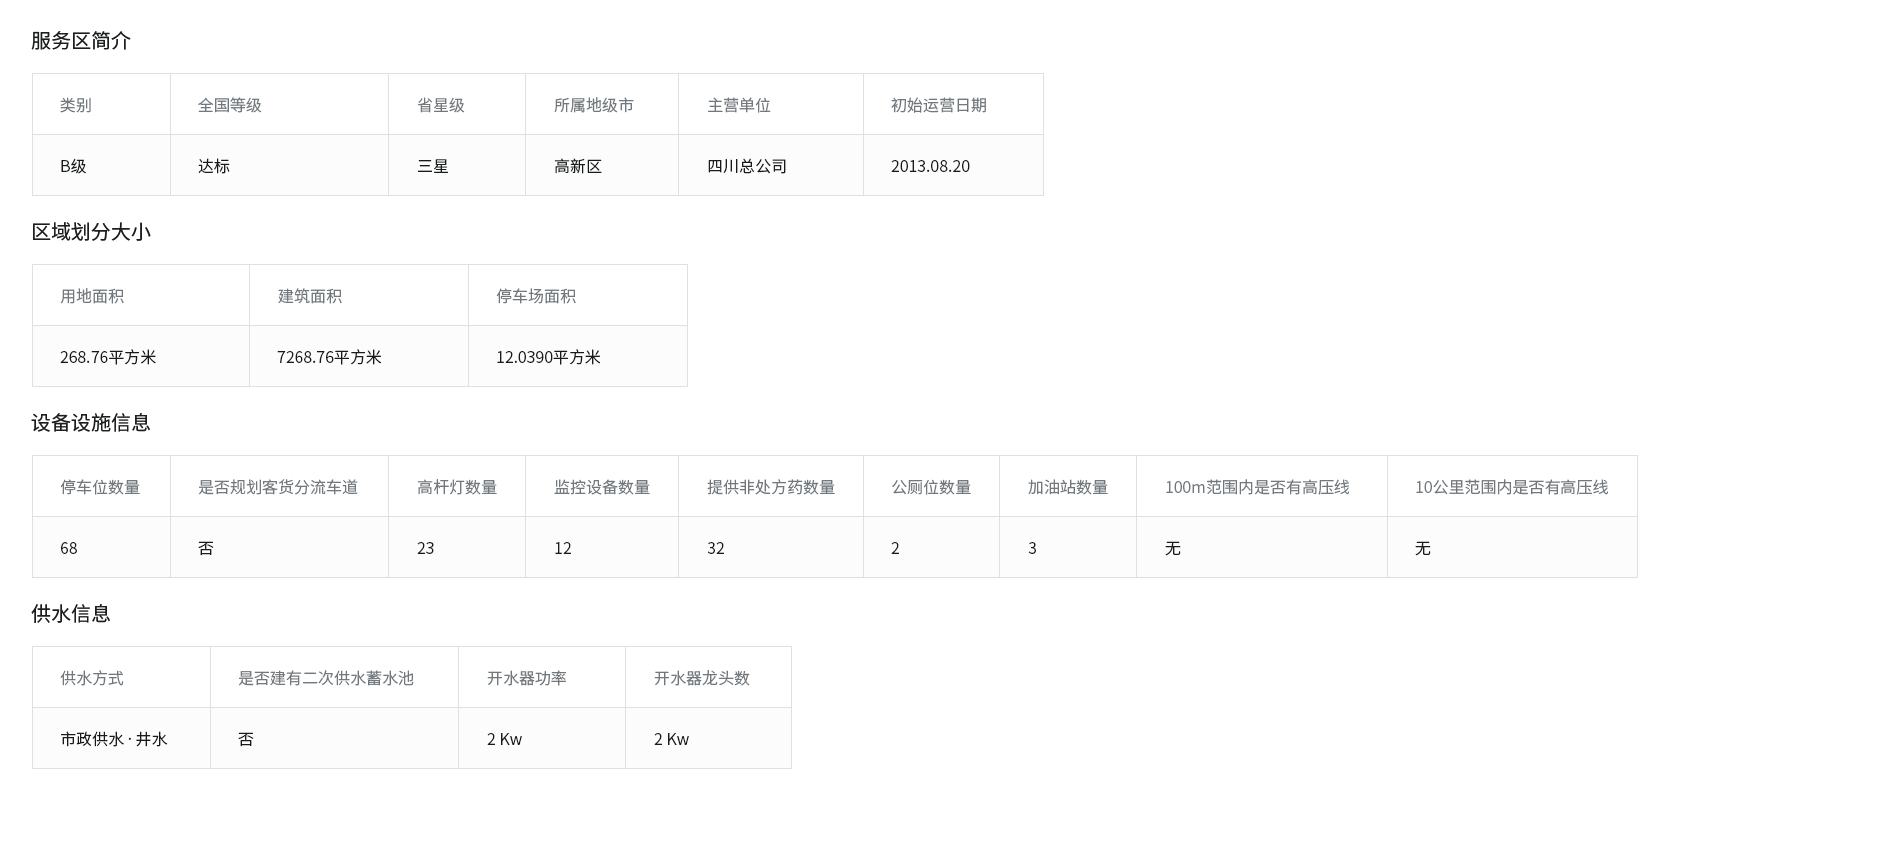 服务区简介
类别 全国等级 省星级 所属地级市 主营单位 初始运营日期
B级 达标 三星 高新区 四川总公司 2013.08.20
区域划分大小
用地面积 建筑面积 停车场面积
268.76平方米 7268.76平方米 12.0390平方米
设备设施信息
停车位数量 是否规划客货分流车道 高杆灯数量 监控设备数量 提供非处方药数量 公厕位数量 加油站数量 100m范围内是否有高压线 10公里范围内是否有高压线
68 否 23 12 32 2 3 无 无
供水信息
供水方式 是否建有二次供水蓄水池 开水器功率 开水器龙头数
市政供水 · 井水 否 2 Kw 2 Kw